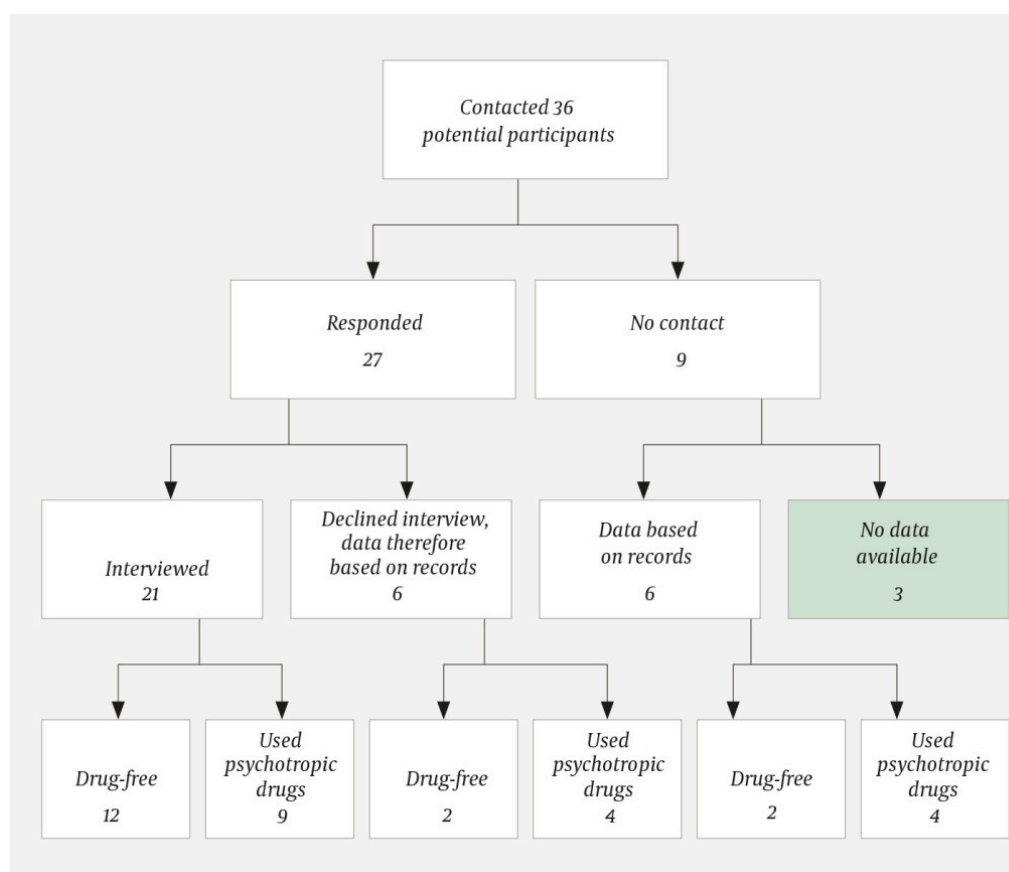 Contacted 36
potential participants
Responded
27
No contact
9
Interviewed
21
Declined interview,
data therefore
based on records
6
Data based
on records
6
No data
available
3
Drug-free
12
Used
psychotropic
drugs
9
Drug-free
2
Used
psychotropic
drugs
4
Drug-free
2
Used
psychotropic
drugs
4